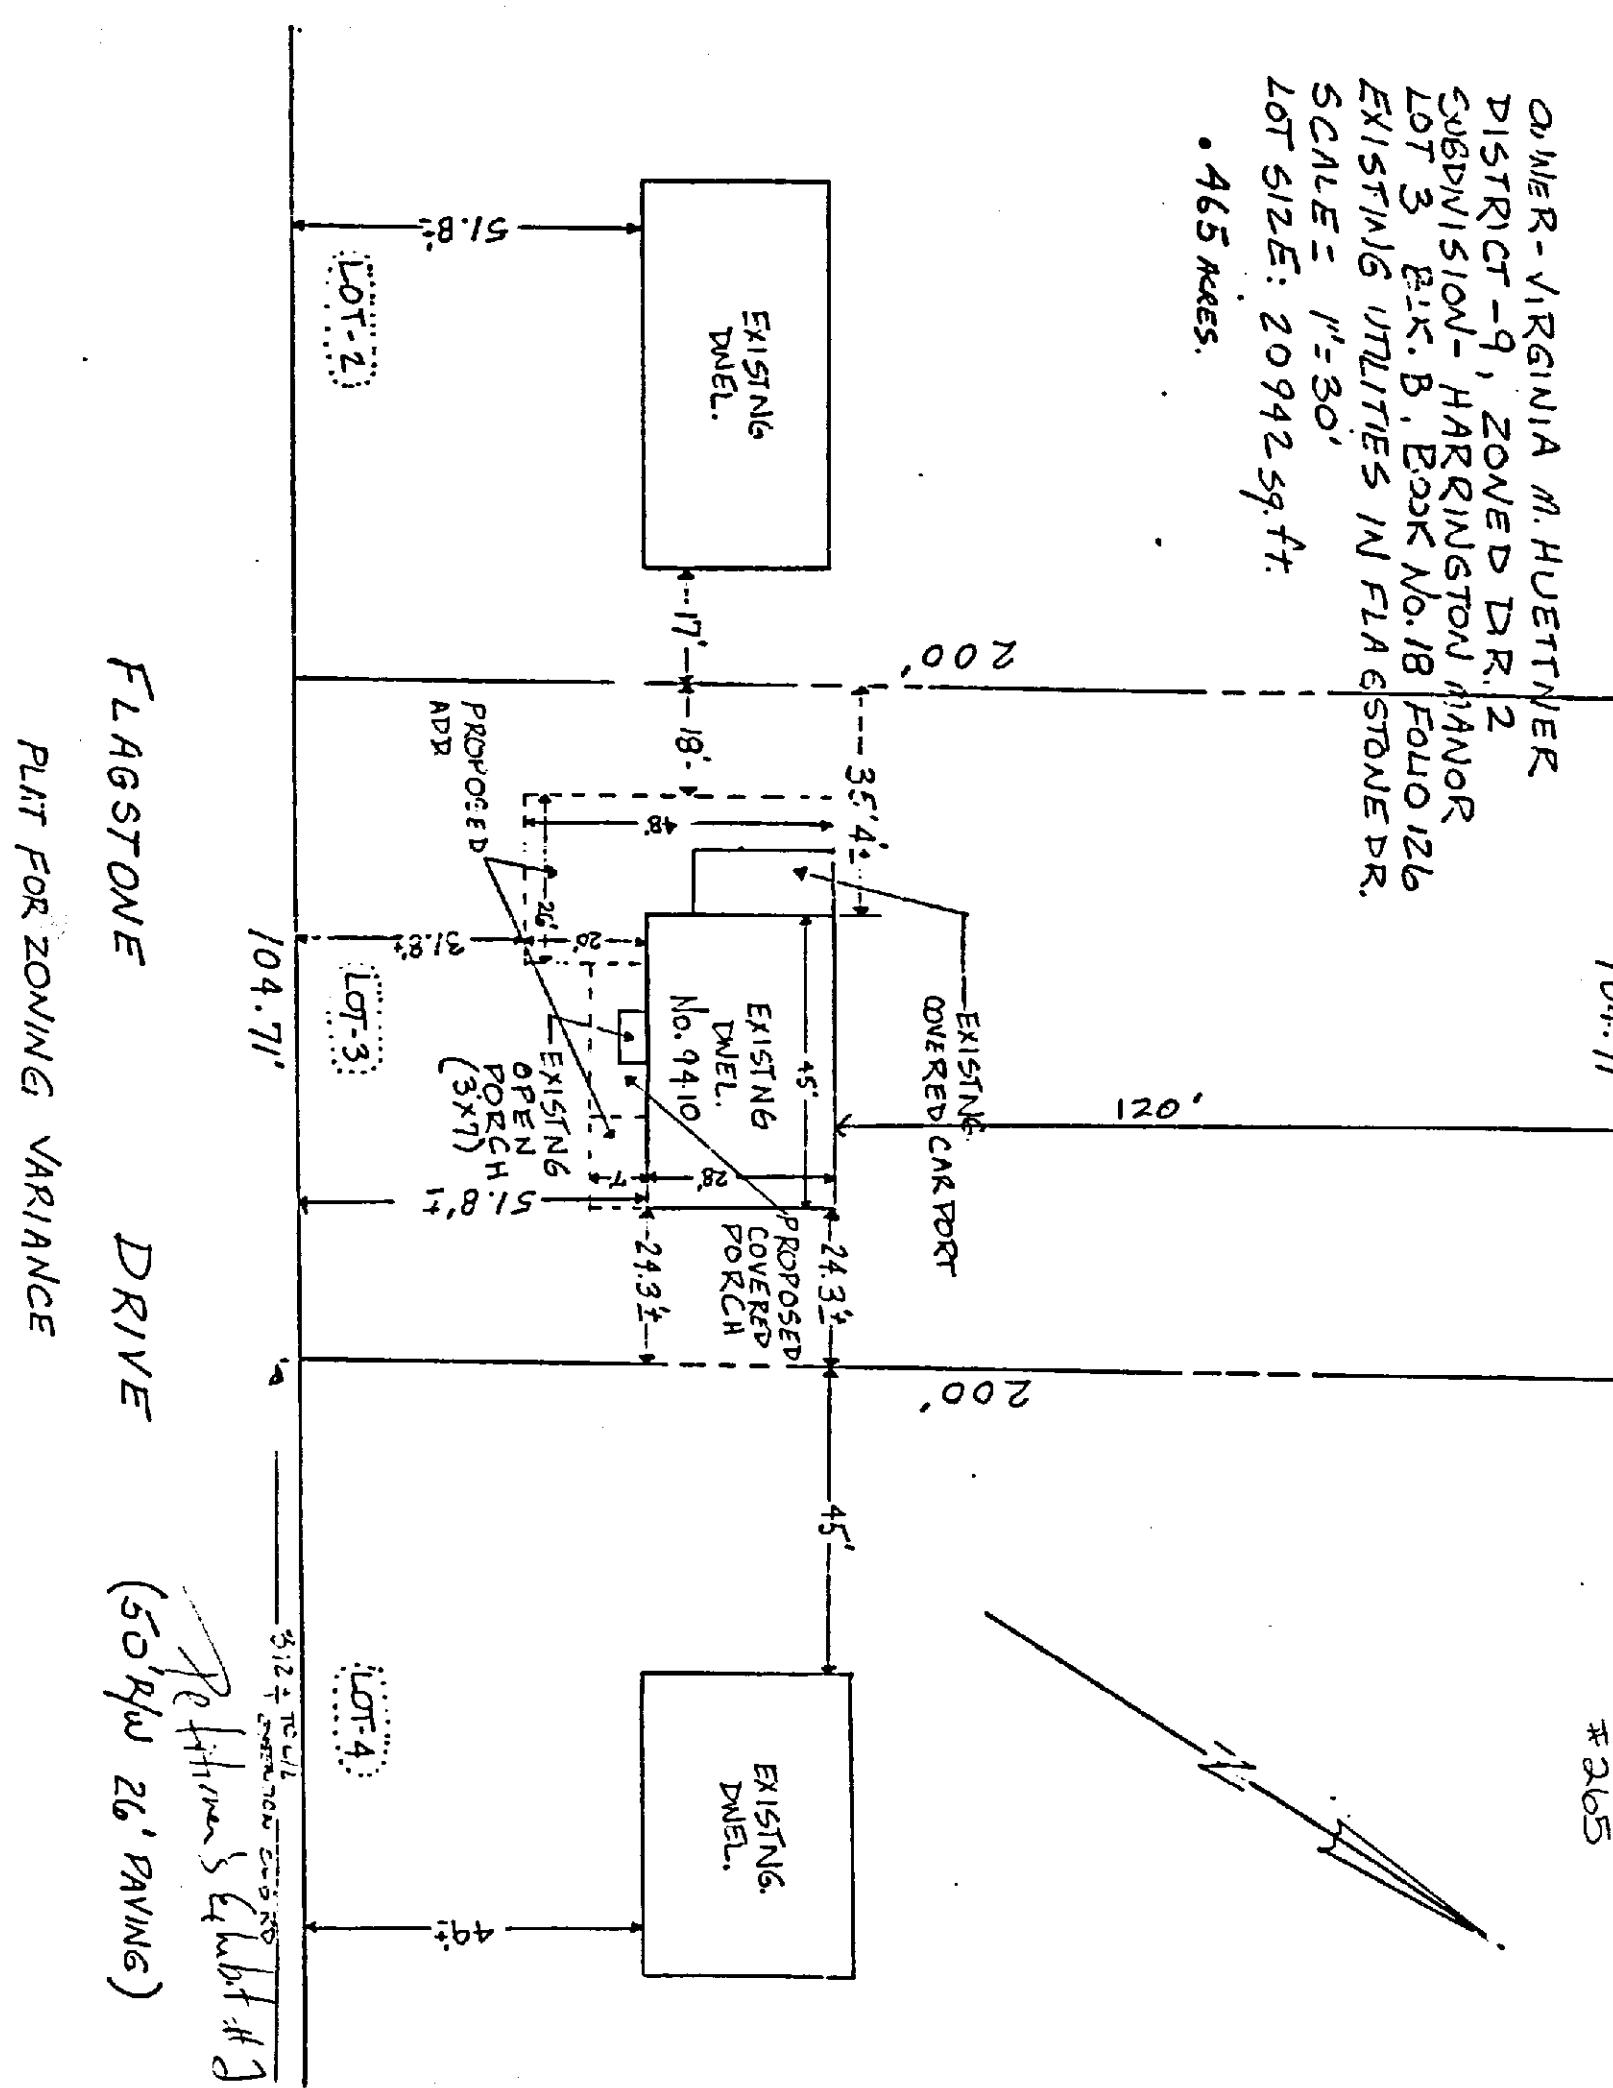 OWNER-VIRGINIA M. HUETTNER
DISTRICT-9, ZONED D.R. 2
SUBDIVISION- HARRINGTON MANOR
LOT 3 BLK. B, BOOK No. 18 FOLIO 126
EXISTING UTILITIES IN FLAGSTONE DR.
SCALE = 1"=30'
LOT SIZE: 20942 sq.ft.
.465 ACRES.
#265
200'
200'
120'
EXISTNG
DWEL.
51.8'±
LOT-2
17'
18'
35'4"
48'
26'
20'
31.8'±
PROPOSED
ADD
EXISTNG
COVERED CARPORT
EXISTNG
DWEL.
No. 9410
45'
28'
7'
EXISTNG
OPEN
PORCH
(3X7)
51.8'±
PROPOSED
COVERED
PORCH
24.3'±
24.3'±
LOT-3
104.71'
45'
EXISTNG.
DWEL.
49'±
LOT-4
Petitioner's Exhibit #2
FLAGSTONE DRIVE (50' R/W 26' PAVING)
PLAT FOR ZONING VARIANCE